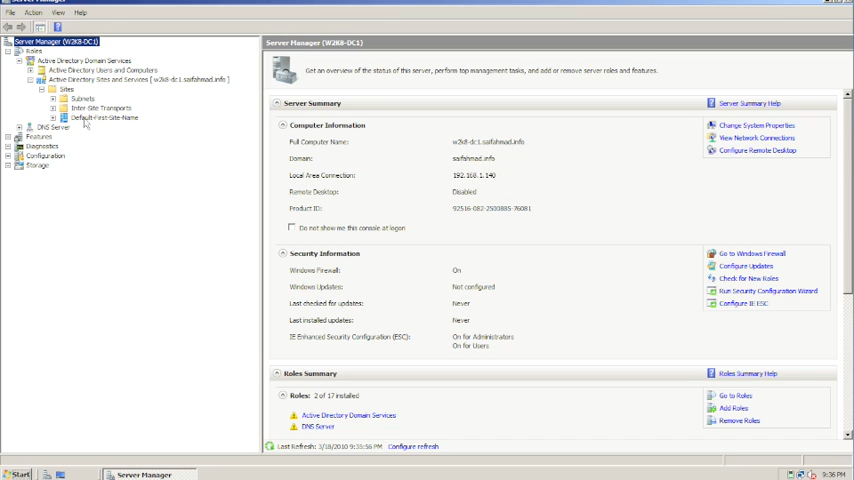 Server Manager
File Action View Help
Server Manager (W2K8-DC1)
Roles
Active Directory Domain Services
Active Directory Users and Computers
Active Directory Sites and Services [ w2k8-dc1.saifahmad.info ]
Sites
Subnets
Inter-Site Transports
Default-First-Site-Name
DNS Server
Features
Diagnostics
Configuration
Storage
Server Manager (W2K8-DC1)
Get an overview of the status of this server, perform top management tasks, and add or remove server roles and features.
Server Summary
Server Summary Help
Computer Information
Full Computer Name: w2k8-dc1.saifahmad.info
Domain: saifahmad.info
Local Area Connection: 192.168.1.140
Remote Desktop: Disabled
Product ID: 92516-082-2500885-76081
Do not show me this console at logon
Change System Properties
View Network Connections
Configure Remote Desktop
Security Information
Windows Firewall: On
Windows Updates: Not configured
Last checked for updates: Never
Last installed updates: Never
IE Enhanced Security Configuration (ESC): On for Administrators
On for Users
Go to Windows Firewall
Configure Updates
Check for New Roles
Run Security Configuration Wizard
Configure IE ESC
Roles Summary
Roles Summary Help
Roles: 2 of 17 installed
Active Directory Domain Services
DNS Server
Go to Roles
Add Roles
Remove Roles
Last Refresh: 3/18/2010 9:35:56 PM Configure refresh
Start
Server Manager
9:36 PM